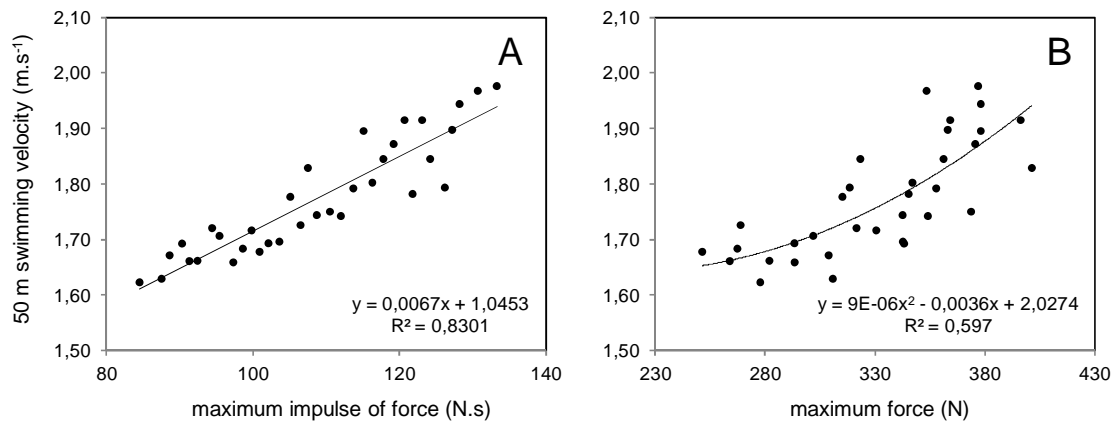 50 m swimming velocity (m.s⁻¹)
2,10
2,00
1,90
1,80
1,70
1,60
1,50
A
y = 0,0067x + 1,0453
R² = 0,8301
80 100 120 140
maximum impulse of force (N.s)
2,10
2,00
1,90
1,80
1,70
1,60
1,50
B
y = 9E-06x² - 0,0036x + 2,0274
R² = 0,597
230 280 330 380 430
maximum force (N)